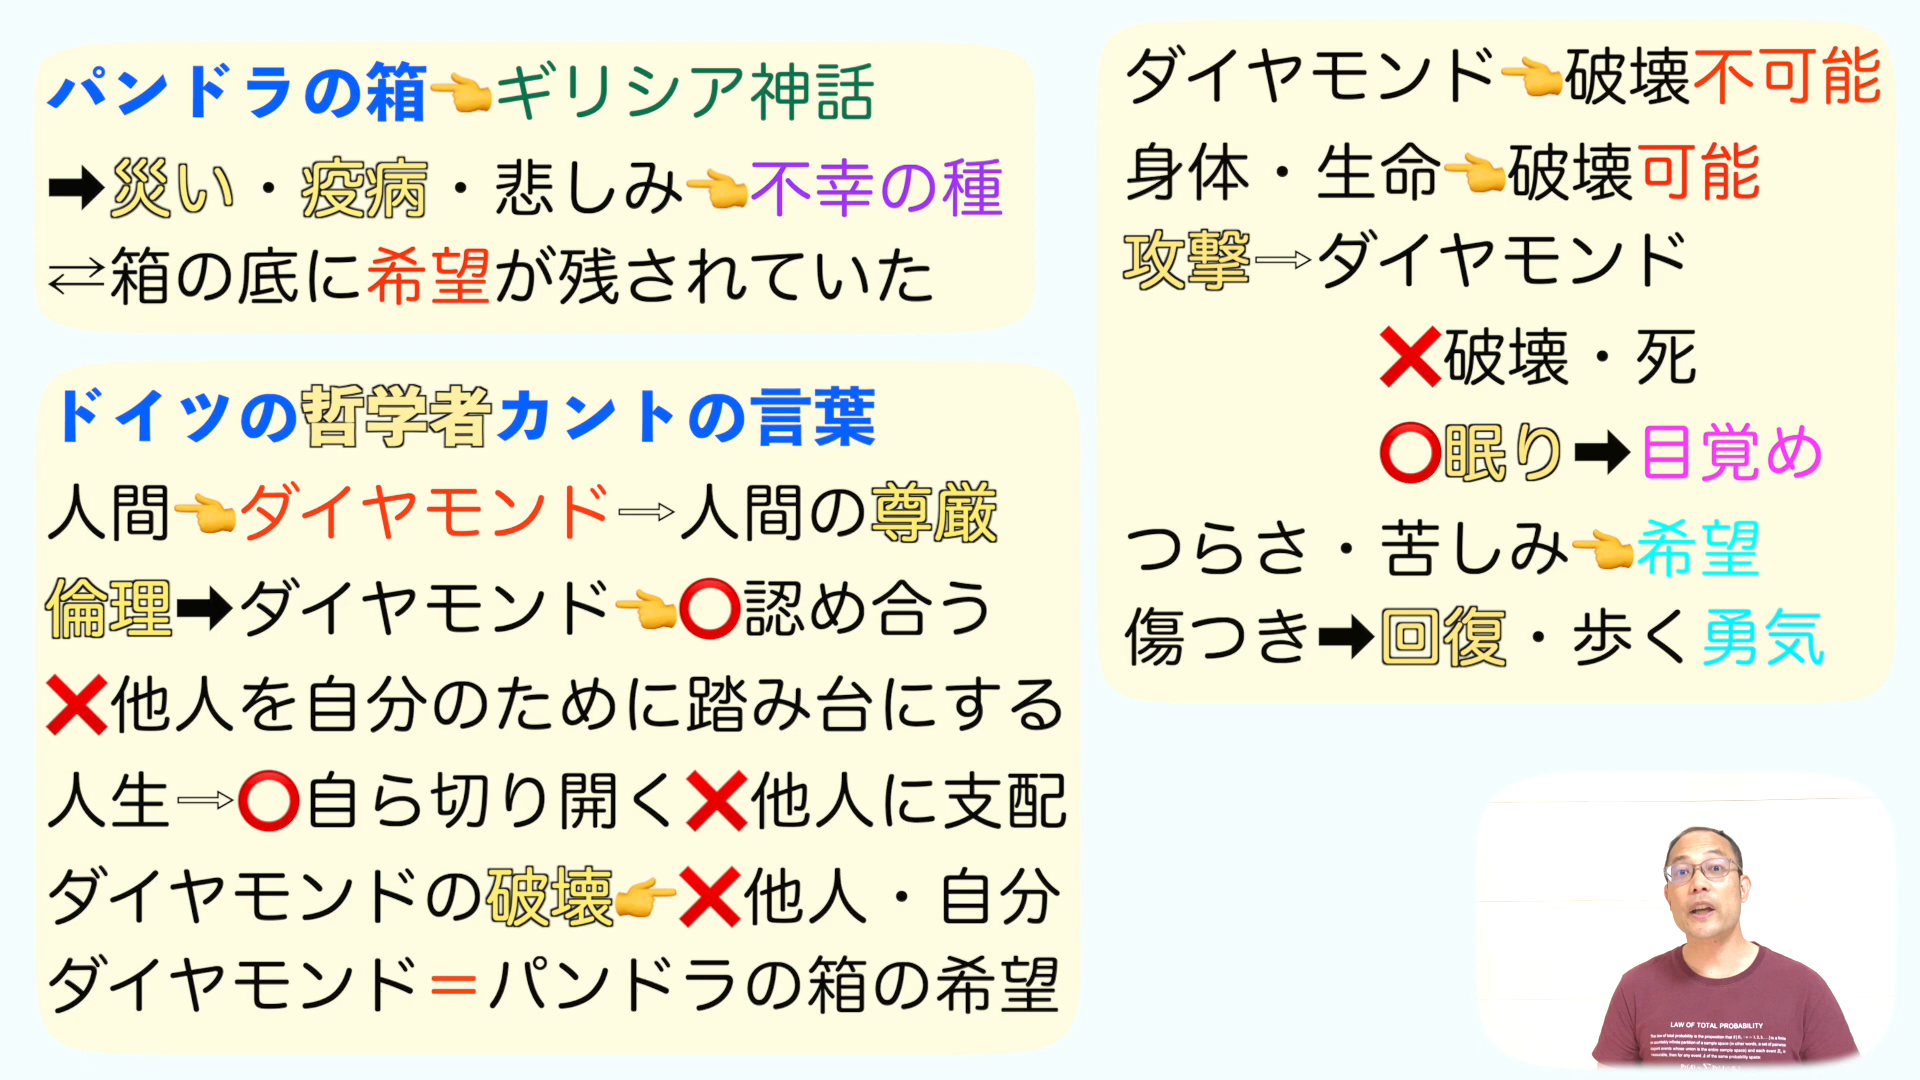 パンドラの箱👈ギリシア神話
➡災い・疫病・悲しみ👈不幸の種
⇄箱の底に希望が残されていた
ドイツの哲学者カントの言葉
人間👈ダイヤモンド⇨人間の尊厳
倫理➡ダイヤモンド👈⭕認め合う
❌他人を自分のために踏み台にする
人生⇨⭕自ら切り開く❌他人に支配
ダイヤモンドの破壊👉❌他人・自分
ダイヤモンド=パンドラの箱の希望
ダイヤモンド👈破壊不可能
身体・生命👈破壊可能
攻撃⇨ダイヤモンド
❌破壊・死
⭕眠り➡目覚め
つらさ・苦しみ👈希望
傷つき➡回復・歩く勇気
LAW OF TOTAL PROBABILITY